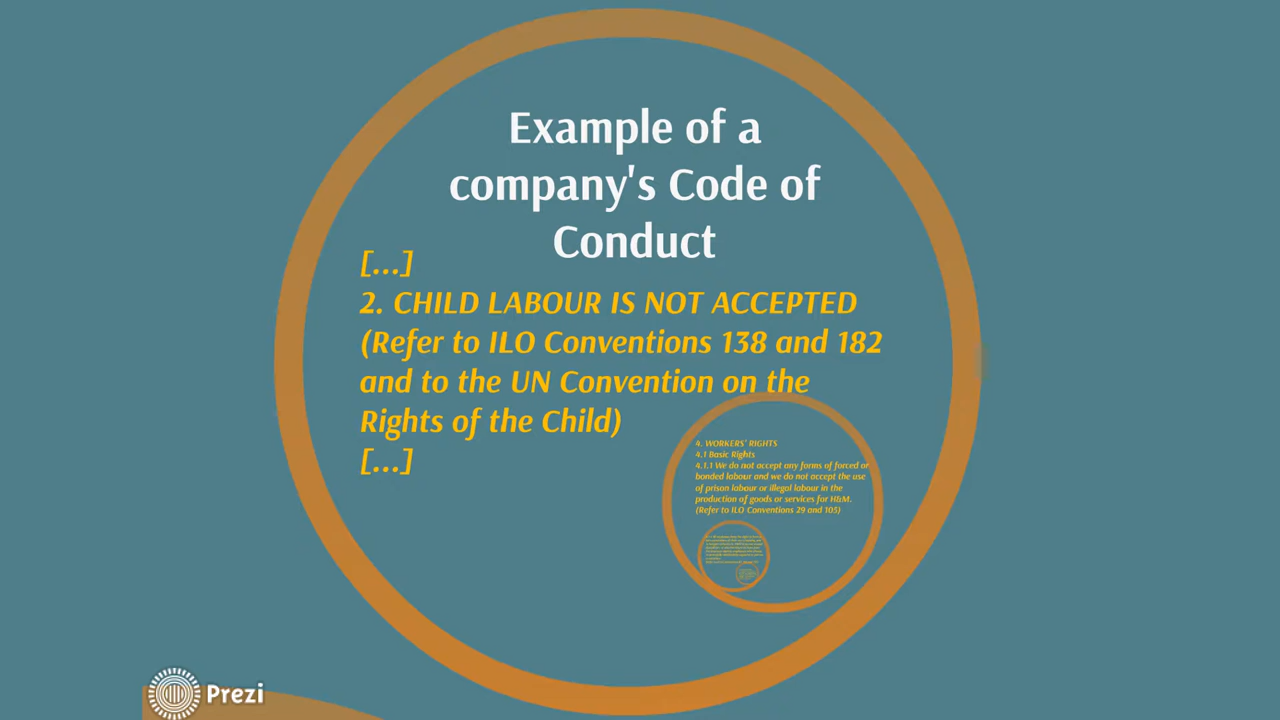 Example of a
company's Code of
Conduct
[...]
2. CHILD LABOUR IS NOT ACCEPTED
(Refer to ILO Conventions 138 and 182
and to the UN Convention on the
Rights of the Child)
[...]
4. WORKERS' RIGHTS
4.1 Basic Rights
4.1.1 We do not accept any forms of forced or
bonded labour and we do not accept the use
of prison labour or illegal labour in the
production of goods or services for H&M.
(Refer to ILO Conventions 29 and 105)
Prezi